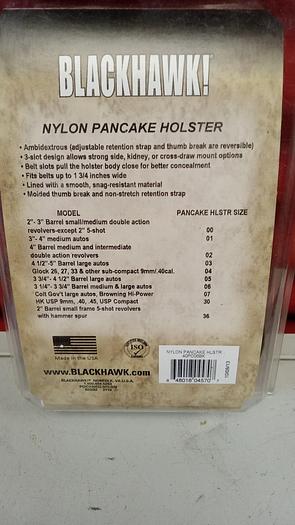 BLACKHAWK!
NYLON PANCAKE HOLSTER
• Ambidextrous (adjustable retention strap and thumb break are reversible)
• 3-slot design allows strong side, kidney, or cross-draw mount options
• Belt slots pull the holster body close for better concealment
• Fits belts up to 1 3/4 inches wide
• Lined with a smooth, snag-resistant material
• Molded thumb break and non-stretch retention strap
MODEL PANCAKE HLSTR SIZE
2"- 3" Barrel small/medium double action
revolvers-except 2" 5-shot 00
3"- 4" medium autos 01
4" Barrel medium and intermediate
double action revolvers 02
4 1/2"-5" Barrel large autos 03
Glock 26, 27, 33 & other sub-compact 9mm/.40cal. 04
3 3/4"- 4 1/2" Barrel large autos 05
3 1/4"- 3 3/4" Barrel medium & large autos 06
Colt Gov't large autos, Browning Hi-Power 07
HK USP 9mm, .40, .45, USP Compact 30
2" Barrel small frame 5-shot revolvers
with hammer spur 36
Made in the USA
ISO
NYLON PANCAKE HLSTR
www.BLACKHAWK.com
BLACKHAWK!, NORFOLK, VA U.S.A.
10/08/13